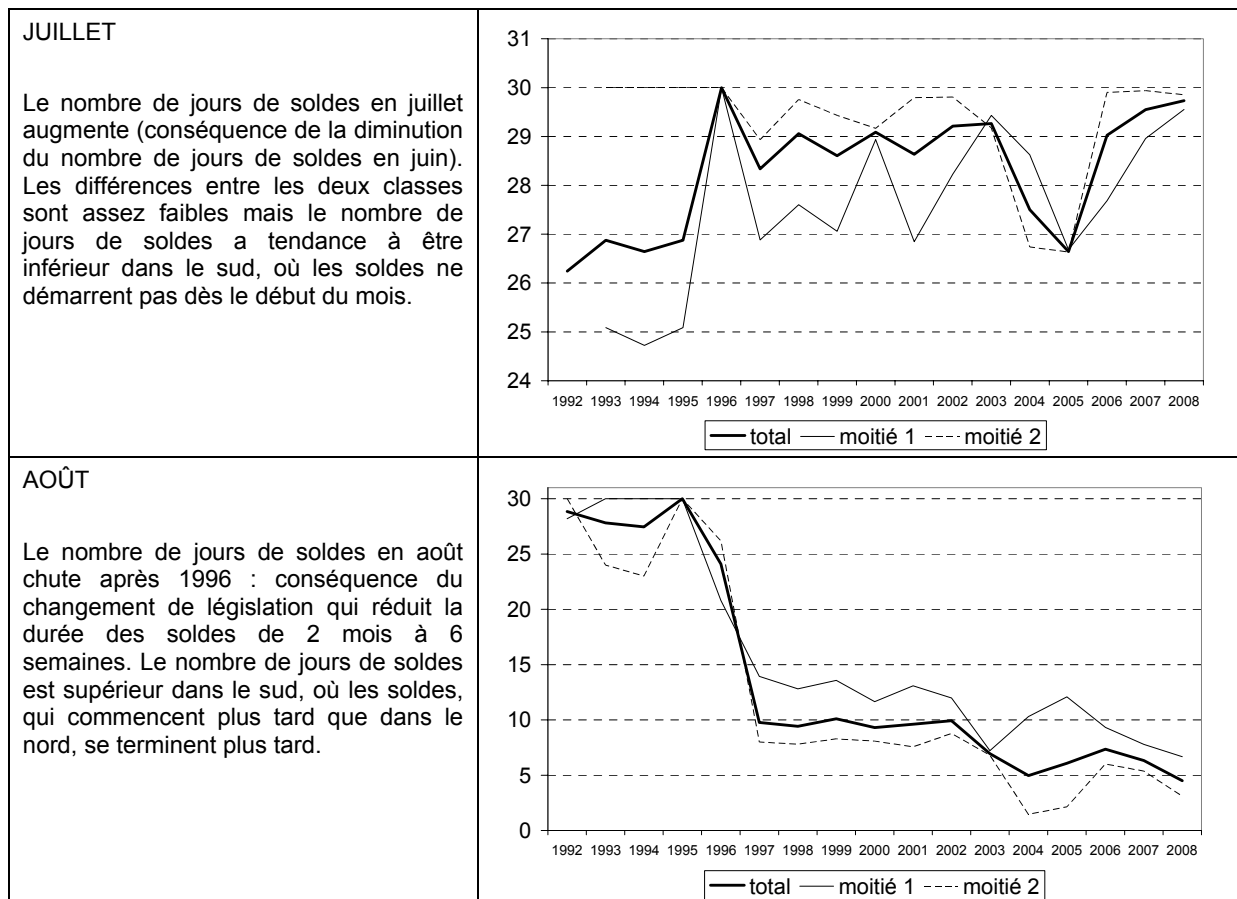 JUILLET
Le nombre de jours de soldes en juillet
augmente (conséquence de la diminution
du nombre de jours de soldes en juin).
Les différences entre les deux classes
sont assez faibles mais le nombre de
jours de soldes a tendance à être
inférieur dans le sud, où les soldes ne
démarrent pas dès le début du mois.
31
30
29
28
27
26
25
24
1992 1993 1994 1995 1996 1997 1998 1999 2000 2001 2002 2003 2004 2005 2006 2007 2008
total moitié 1 moitié 2
AOÛT
Le nombre de jours de soldes en août
chute après 1996 : conséquence du
changement de législation qui réduit la
durée des soldes de 2 mois à 6
semaines. Le nombre de jours de soldes
est supérieur dans le sud, où les soldes,
qui commencent plus tard que dans le
nord, se terminent plus tard.
30
25
20
15
10
5
0
1992 1993 1994 1995 1996 1997 1998 1999 2000 2001 2002 2003 2004 2005 2006 2007 2008
total moitié 1 moitié 2